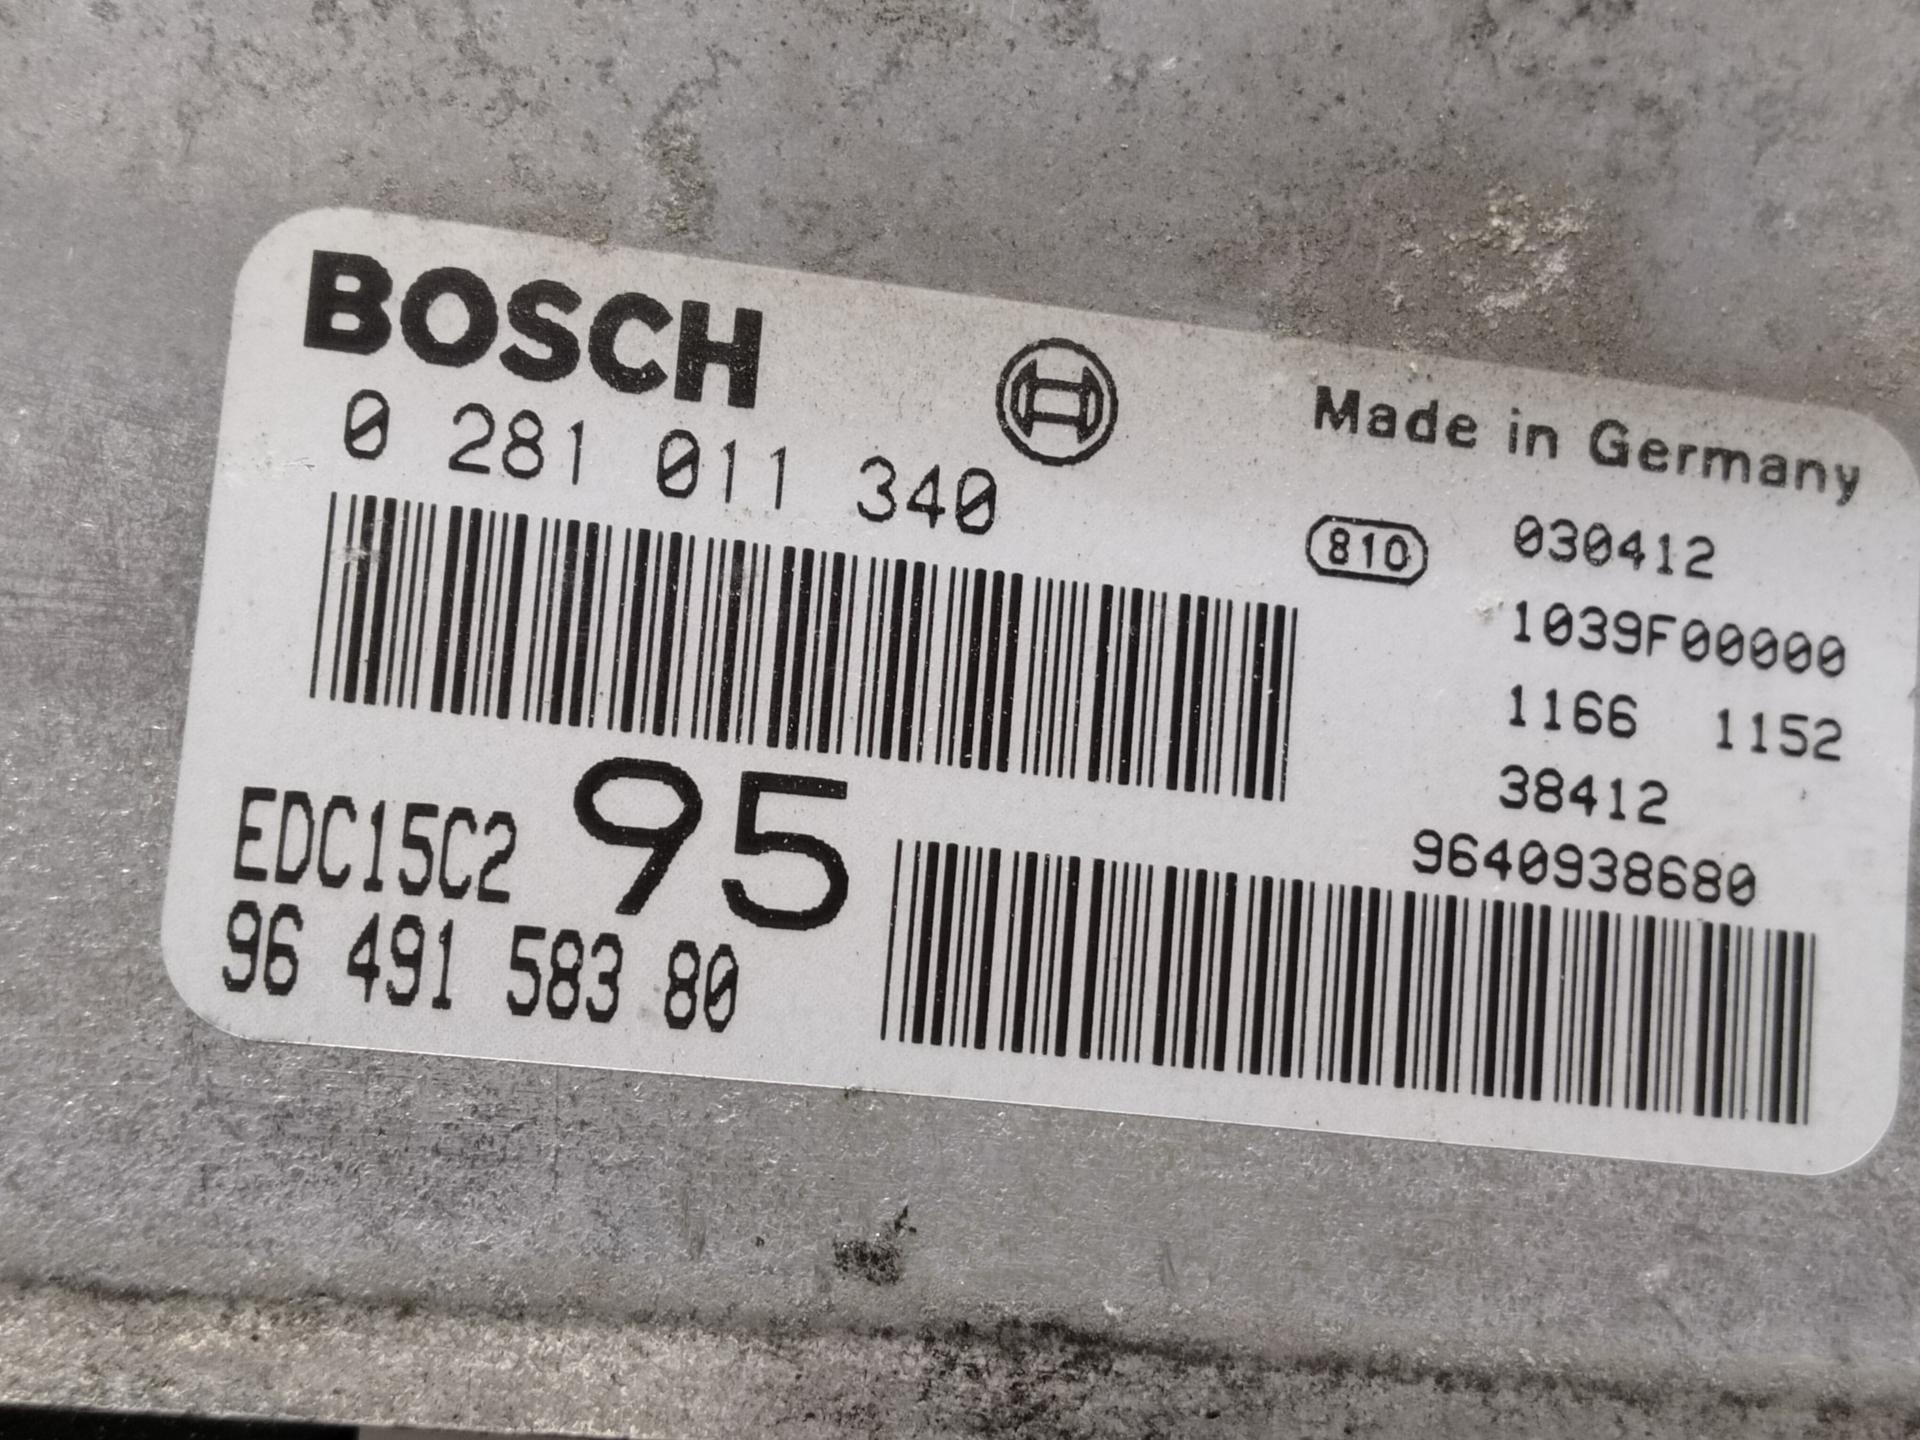 BOSCH
0 281 011 340
Made in Germany
810 030412
1039F00000
1166 1152
38412
9640938680
EDC15C2 95
96 491 583 80